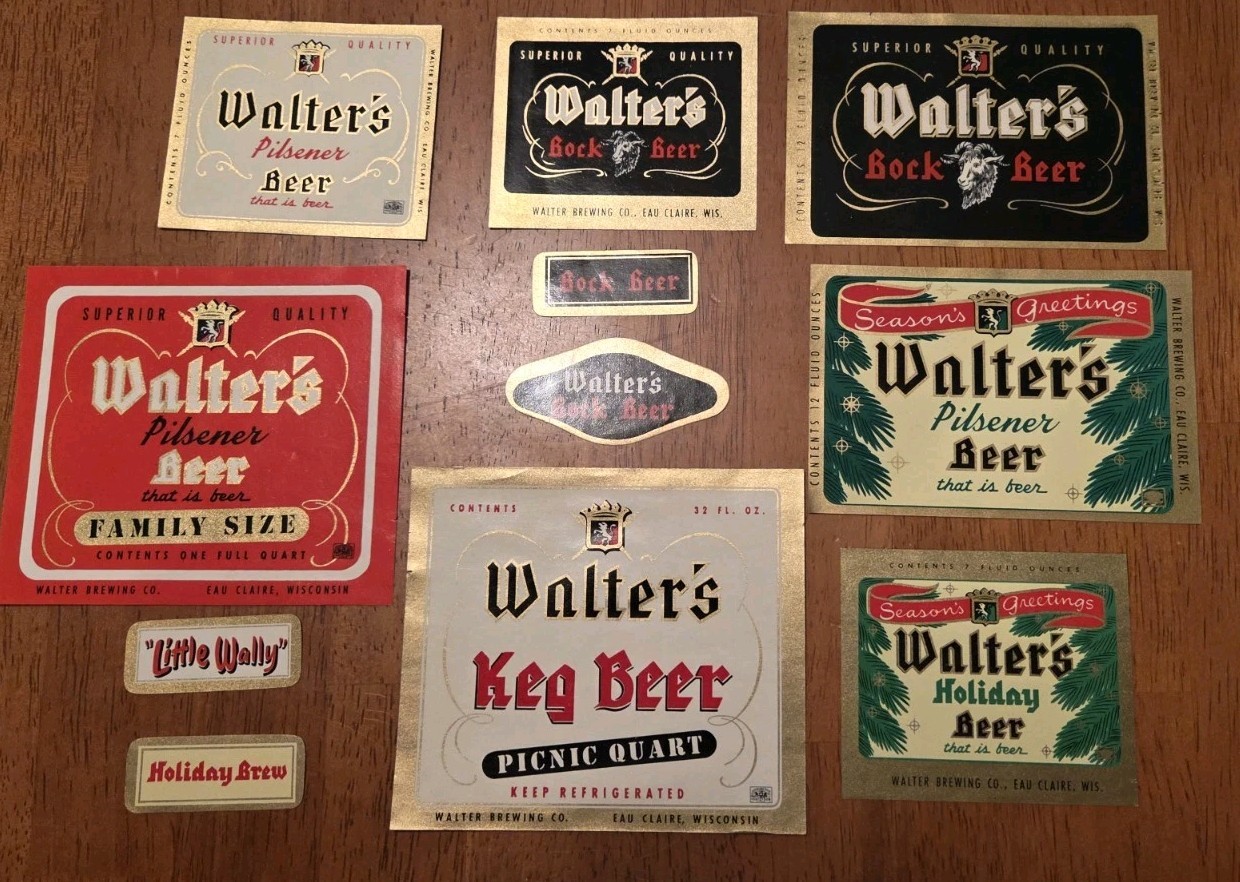 SUPERIOR QUALITY
Walter's
Pilsener
Beer
that is beer
CONTENTS 7 FLUID OUNCES
WALTER BREWING CO., EAU CLAIRE, WIS.
CONTENTS 7 FLUID OUNCES
SUPERIOR QUALITY
Walter's
Bock Beer
WALTER BREWING CO., EAU CLAIRE, WIS.
SUPERIOR QUALITY
Walter's
Bock Beer
CONTENTS 12 FLUID OUNCES
WALTER BREWING CO., EAU CLAIRE, WIS.
Bock Beer
Walter's
Bock Beer
SUPERIOR QUALITY
Walter's
Pilsener
Beer
that is beer
FAMILY SIZE
CONTENTS ONE FULL QUART
WALTER BREWING CO. EAU CLAIRE, WISCONSIN
Season's Greetings
Walter's
Pilsener
Beer
that is beer
CONTENTS 12 FLUID OUNCES
WALTER BREWING CO., EAU CLAIRE, WIS.
CONTENTS 32 FL. OZ.
Walter's
Keg Beer
PICNIC QUART
KEEP REFRIGERATED
WALTER BREWING CO. EAU CLAIRE, WISCONSIN
CONTENTS 7 FLUID OUNCES
Season's Greetings
Walter's
Holiday
Beer
that is beer
WALTER BREWING CO., EAU CLAIRE, WIS.
"Little Wally"
Holiday Brew